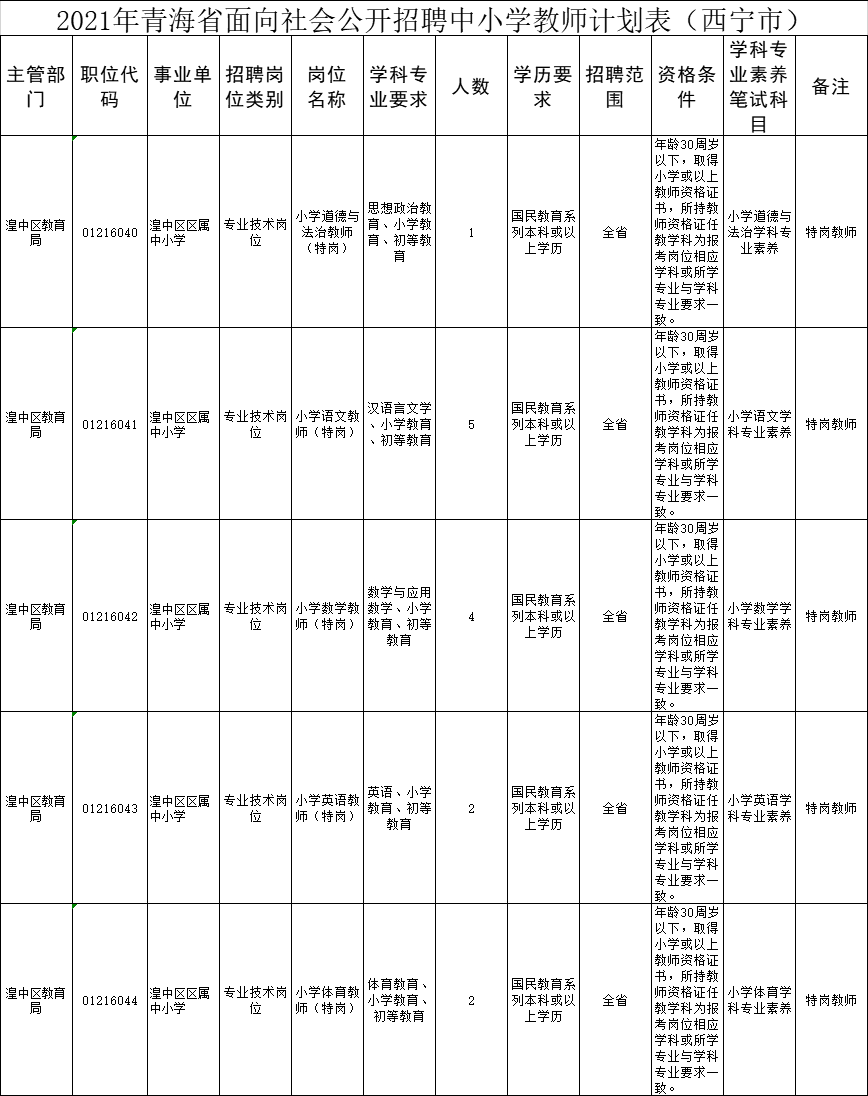 2021年青海省面向社会公开招聘中小学教师计划表（西宁市）
主管部
门
职位代
码
事业单
位
招聘岗
位类别
岗位
名称
学科专
业要求
人数
学历要
求
招聘范
围
资格条
件
学科专
业素养
笔试科
目
备注
湟中区教育
局
01216040
湟中区区属
中小学
专业技术岗
位
小学道德与
法治教师
（特岗）
思想政治教
育、小学教
育、初等教
育
1
国民教育系
列本科或以
上学历
全省
年龄30周岁
以下，取得
小学或以上
教师资格证
书，所持教
师资格证任
教学科为报
考岗位相应
学科或所学
专业与学科
专业要求一
致。
小学道德与
法治学科专
业素养
特岗教师
湟中区教育
局
01216041
湟中区区属
中小学
专业技术岗
位
小学语文教
师（特岗）
汉语言文学
、小学教育
、初等教育
5
国民教育系
列本科或以
上学历
全省
年龄30周岁
以下，取得
小学或以上
教师资格证
书，所持教
师资格证任
教学科为报
考岗位相应
学科或所学
专业与学科
专业要求一
致。
小学语文学
科专业素养
特岗教师
湟中区教育
局
01216042
湟中区区属
中小学
专业技术岗
位
小学数学教
师（特岗）
数学与应用
数学、小学
教育、初等
教育
4
国民教育系
列本科或以
上学历
全省
年龄30周岁
以下，取得
小学或以上
教师资格证
书，所持教
师资格证任
教学科为报
考岗位相应
学科或所学
专业与学科
专业要求一
致。
小学数学学
科专业素养
特岗教师
湟中区教育
局
01216043
湟中区区属
中小学
专业技术岗
位
小学英语教
师（特岗）
英语、小学
教育、初等
教育
2
国民教育系
列本科或以
上学历
全省
年龄30周岁
以下，取得
小学或以上
教师资格证
书，所持教
师资格证任
教学科为报
考岗位相应
学科或所学
专业与学科
专业要求一
致。
小学英语学
科专业素养
特岗教师
湟中区教育
局
01216044
湟中区区属
中小学
专业技术岗
位
小学体育教
师（特岗）
体育教育、
小学教育、
初等教育
2
国民教育系
列本科或以
上学历
全省
年龄30周岁
以下，取得
小学或以上
教师资格证
书，所持教
师资格证任
教学科为报
考岗位相应
学科或所学
专业与学科
专业要求一
致。
小学体育学
科专业素养
特岗教师